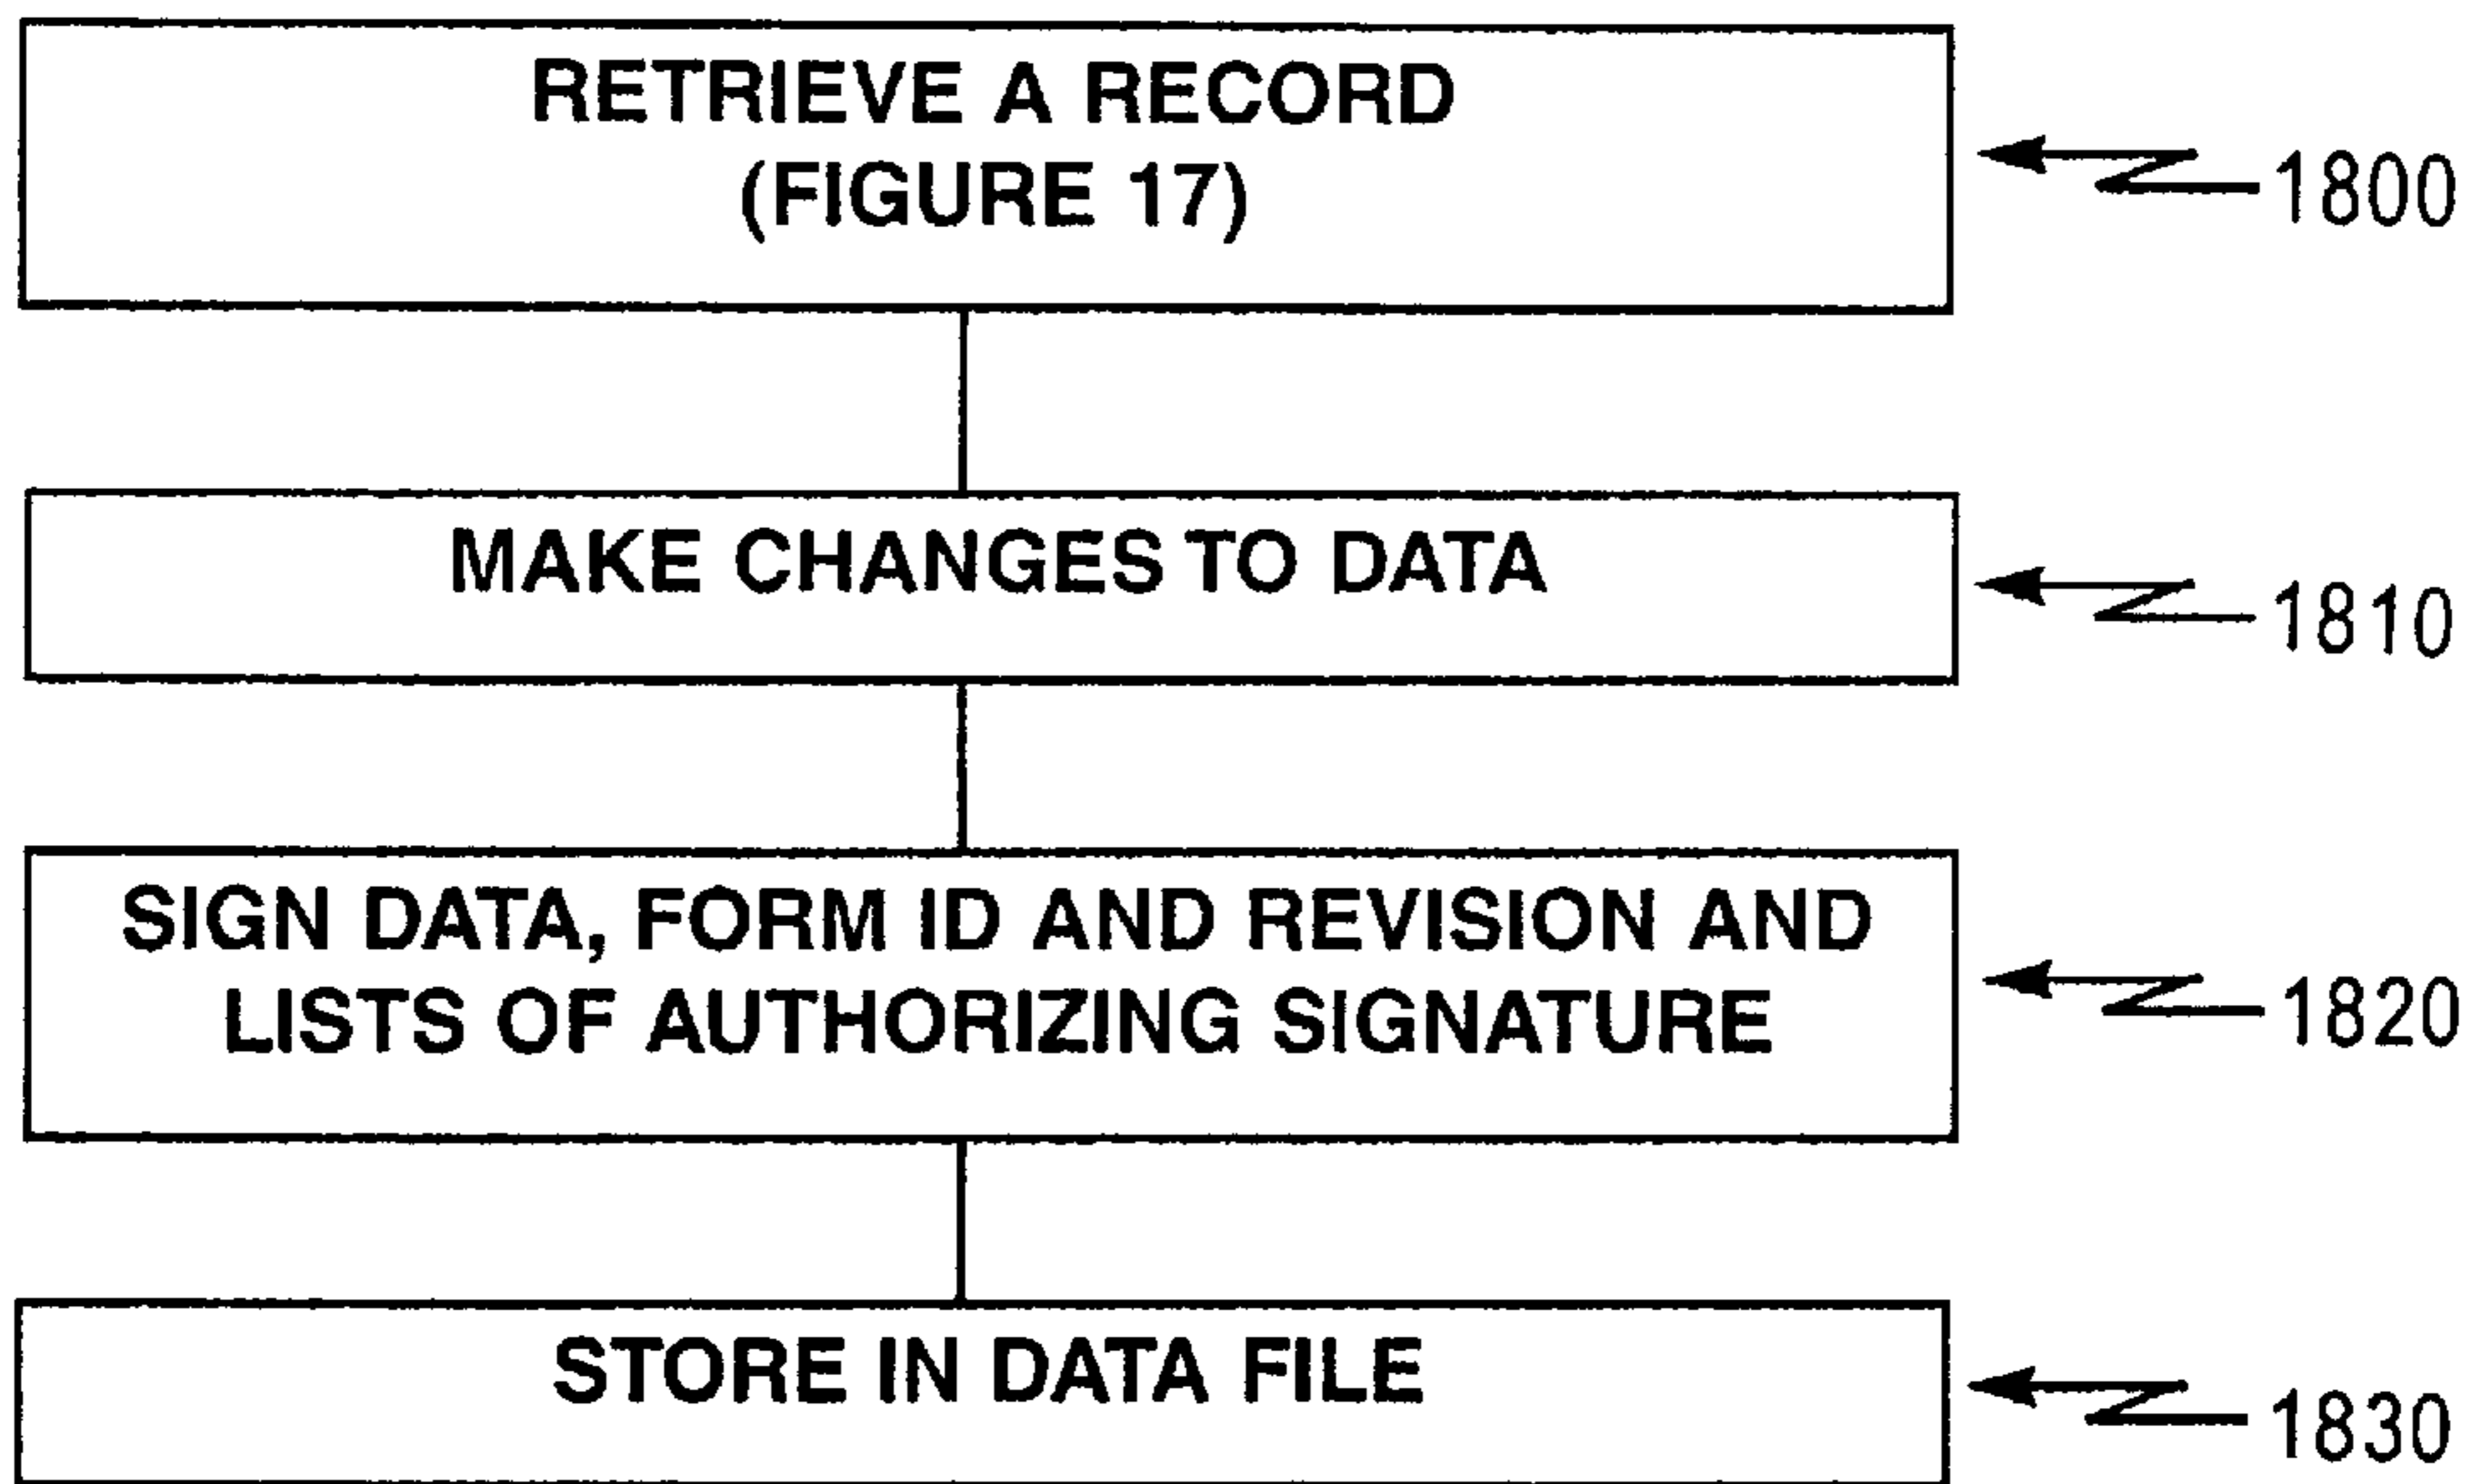 RETRIEVE A RECORD
(FIGURE 17)
1800
MAKE CHANGES TO DATA
1810
SIGN DATA, FORM ID AND REVISION AND
LISTS OF AUTHORIZING SIGNATURE
1820
STORE IN DATA FILE
1830